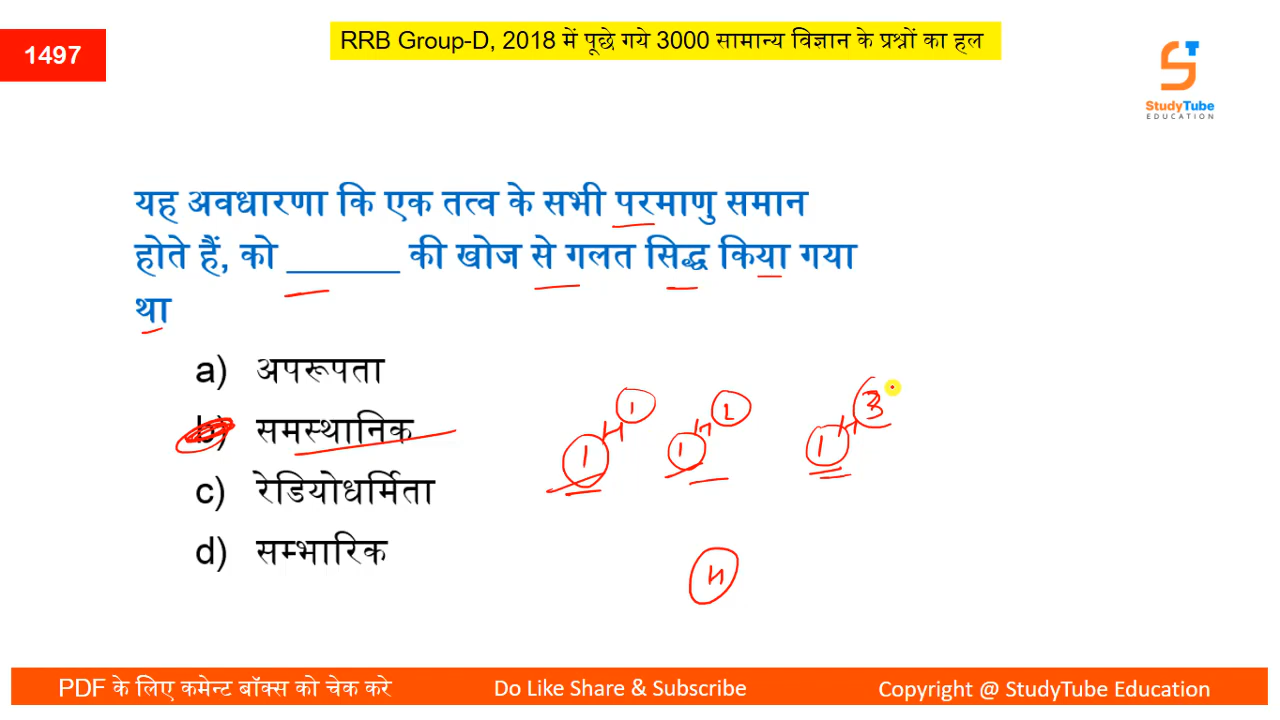 1497
RRB Group-D, 2018 में पूछे गये 3000 सामान्य विज्ञान के प्रश्नों का हल
StudyTube
EDUCATION
यह अवधारणा कि एक तत्व के सभी परमाणु समान
होते हैं, को ______ की खोज से गलत सिद्ध किया गया
था
a) अपरूपता
b) समस्थानिक
c) रेडियोधर्मिता
d) सम्भारिक
1 H 1 1 H 2 1 H 3
H
PDF के लिए कमेन्ट बॉक्स को चेक करे
Do Like Share & Subscribe
Copyright @ StudyTube Education